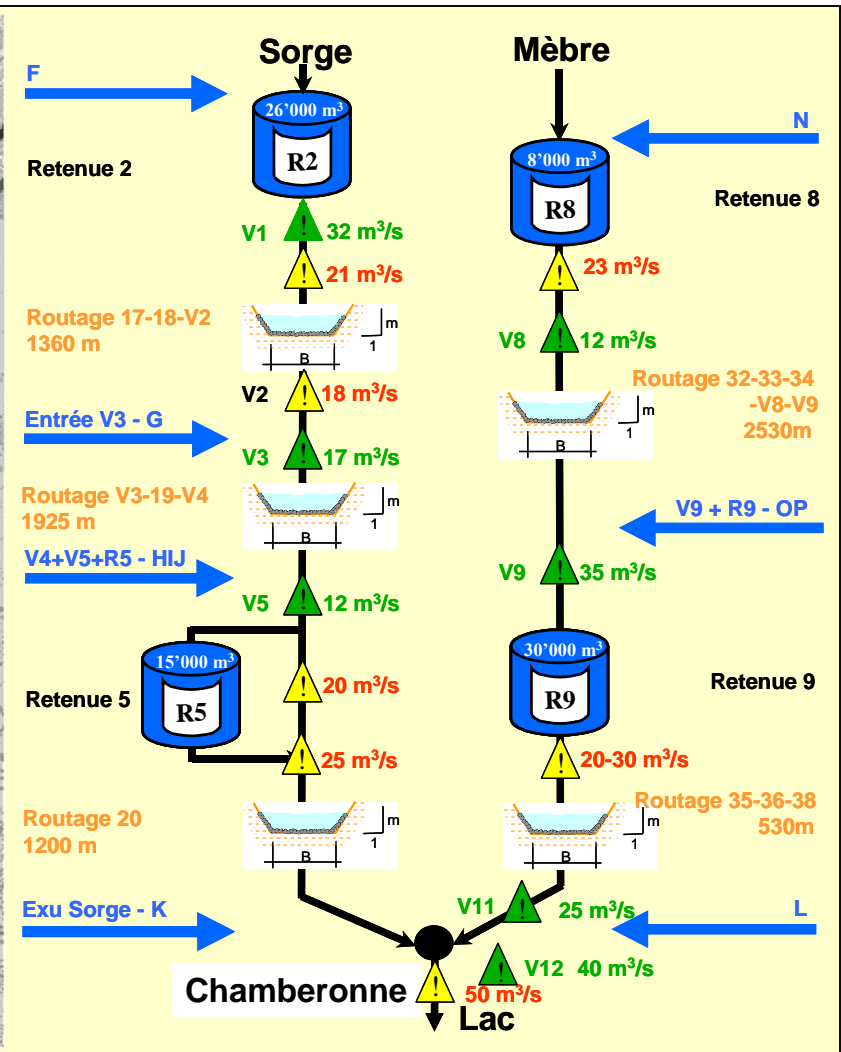 Sorge
Mèbre
F
26'000 m³
R2
Retenue 2
N
8'000 m³
R8
Retenue 8
V1
32 m³/s
21 m³/s
23 m³/s
Routage 17-18-V2
1360 m
m
1
B
V8
12 m³/s
V2
18 m³/s
Routage 32-33-34
-V8-V9
2530m
m
1
B
Entrée V3 - G
V3
17 m³/s
Routage V3-19-V4
1925 m
m
1
B
V9 + R9 - OP
V4+V5+R5 - HIJ
V5
12 m³/s
V9
35 m³/s
15'000 m³
R5
Retenue 5
20 m³/s
30'000 m³
R9
Retenue 9
25 m³/s
20-30 m³/s
Routage 20
1200 m
m
1
B
Routage 35-36-38
530m
m
1
B
Exu Sorge - K
V11
25 m³/s
L
V12 40 m³/s
Chamberonne
50 m³/s
Lac